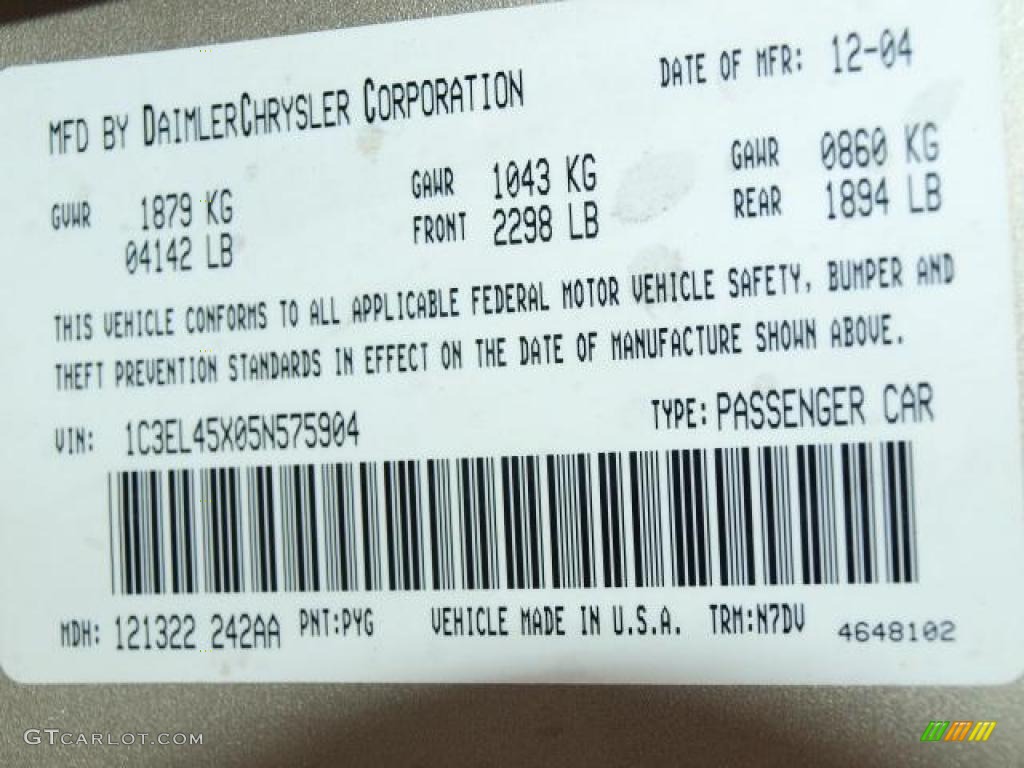 MFD BY DAIMLERCHRYSLER CORPORATION DATE OF MFR: 12-04
GVWR 1879 KG GAWR 1043 KG GAWR 0860 KG
04142 LB FRONT 2298 LB REAR 1894 LB
THIS VEHICLE CONFORMS TO ALL APPLICABLE FEDERAL MOTOR VEHICLE SAFETY, BUMPER AND
THEFT PREVENTION STANDARDS IN EFFECT ON THE DATE OF MANUFACTURE SHOWN ABOVE.
VIN: 1C3EL45X05N575904 TYPE: PASSENGER CAR
MDH: 121322 242AA PNT:PYG VEHICLE MADE IN U.S.A. TRM:N7DV 4648102
GTCARLOT.COM